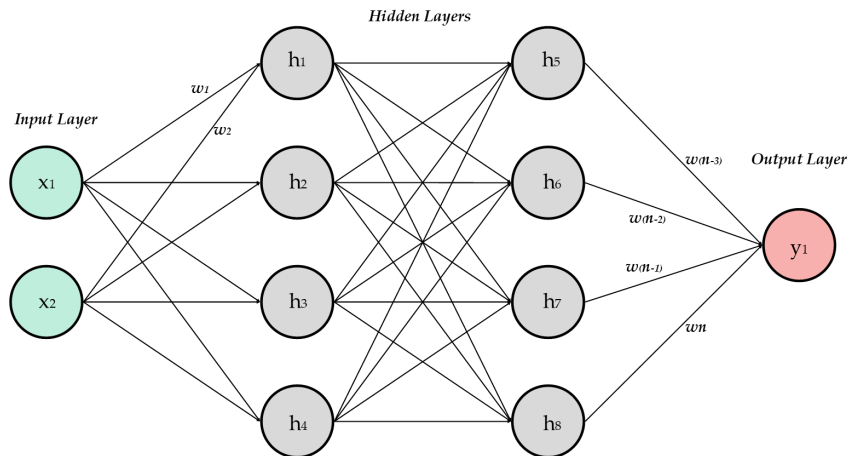 Hidden Layers
h1
h5
w1
Input Layer
w2
w(n-3)
Output Layer
x1
h2
h6
w(n-2)
y1
w(n-1)
x2
h3
h7
wn
h4
h8